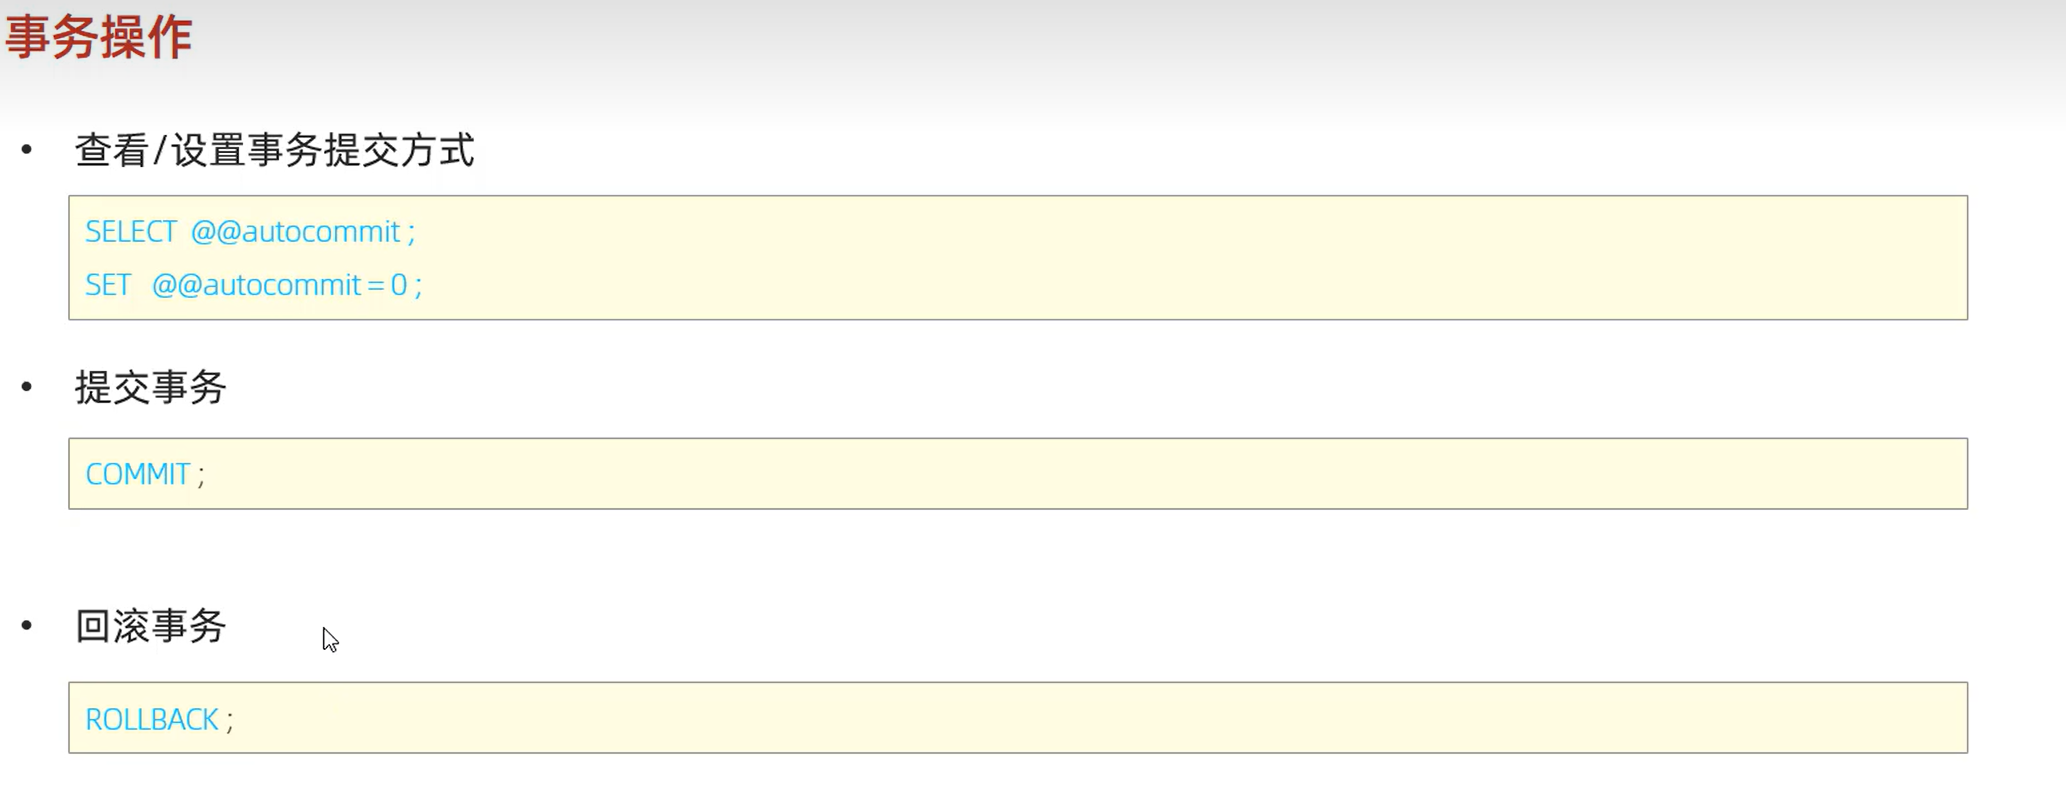 事务操作
• 查看/设置事务提交方式
SELECT @@autocommit ;
SET @@autocommit = 0 ;
• 提交事务
COMMIT ;
• 回滚事务
ROLLBACK ;